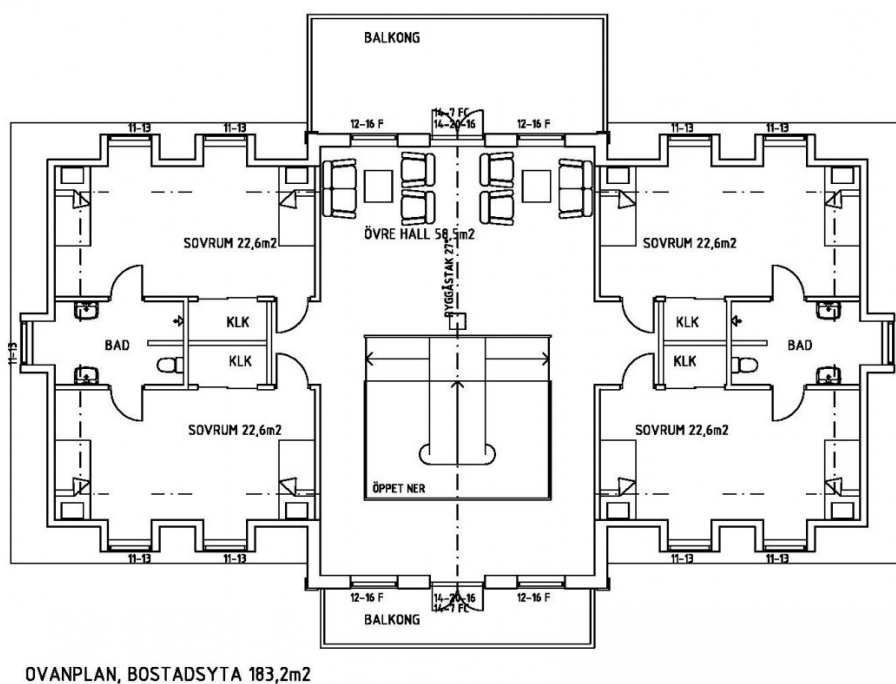 BALKONG
14-7 FC
11-13
11-13
12-16 F
14-20-16
12-16 F
11-13
11-13
ÖVRE HALL 58,5m2
SOVRUM 22,6m2
SOVRUM 22,6m2
RYGGÅSTAK 27°
KLK
KLK
BAD
BAD
11-13
11-13
KLK
KLK
SOVRUM 22,6m2
SOVRUM 22,6m2
ÖPPET NER
11-13
11-13
11-13
11-13
12-16 F
14-20-16
12-16 F
14-7 FC
BALKONG
OVANPLAN, BOSTADSYTA 183,2m2